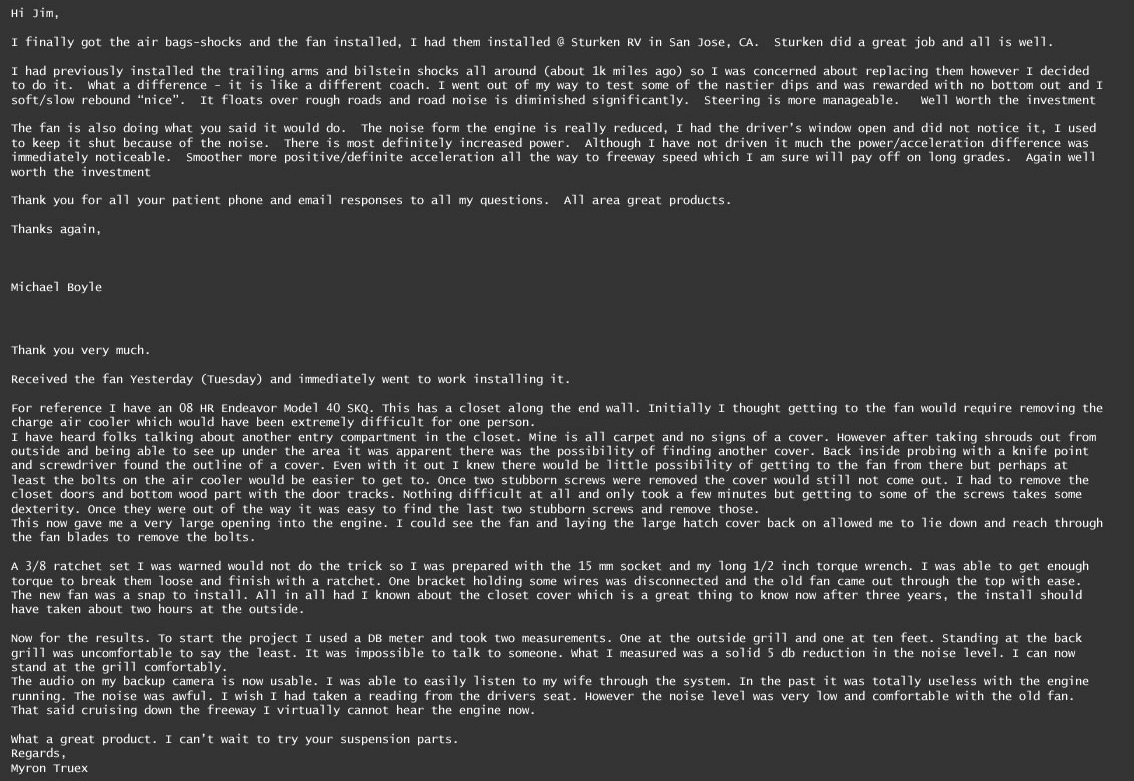 Hi Jim,
I finally got the air bags-shocks and the fan installed, I had them installed @ Sturken RV in San Jose, CA.  Sturken did a great job and all is well.
I had previously installed the trailing arms and bilstein shocks all around (about 1k miles ago) so I was concerned about replacing them however I decided
to do it.  What a difference - it is like a different coach. I went out of my way to test some of the nastier dips and was rewarded with no bottom out and I
soft/slow rebound “nice”.  It floats over rough roads and road noise is diminished significantly.  Steering is more manageable.   Well Worth the investment
The fan is also doing what you said it would do.  The noise form the engine is really reduced, I had the driver’s window open and did not notice it, I used
to keep it shut because of the noise.  There is most definitely increased power.  Although I have not driven it much the power/acceleration difference was
immediately noticeable.  Smoother more positive/definite acceleration all the way to freeway speed which I am sure will pay off on long grades.  Again well
worth the investment
Thank you for all your patient phone and email responses to all my questions.  All area great products.
Thanks again,
Michael Boyle
Thank you very much.
Received the fan Yesterday (Tuesday) and immediately went to work installing it.
For reference I have an 08 HR Endeavor Model 40 SKQ. This has a closet along the end wall. Initially I thought getting to the fan would require removing the
charge air cooler which would have been extremely difficult for one person.
I have heard folks talking about another entry compartment in the closet. Mine is all carpet and no signs of a cover. However after taking shrouds out from
outside and being able to see up under the area it was apparent there was the possibility of finding another cover. Back inside probing with a knife point
and screwdriver found the outline of a cover. Even with it out I knew there would be little possibility of getting to the fan from there but perhaps at
least the bolts on the air cooler would be easier to get to. Once two stubborn screws were removed the cover would still not come out. I had to remove the
closet doors and bottom wood part with the door tracks. Nothing difficult at all and only took a few minutes but getting to some of the screws takes some
dexterity. Once they were out of the way it was easy to find the last two stubborn screws and remove those.
This now gave me a very large opening into the engine. I could see the fan and laying the large hatch cover back on allowed me to lie down and reach through
the fan blades to remove the bolts.
A 3/8 ratchet set I was warned would not do the trick so I was prepared with the 15 mm socket and my long 1/2 inch torque wrench. I was able to get enough
torque to break them loose and finish with a ratchet. One bracket holding some wires was disconnected and the old fan came out through the top with ease.
The new fan was a snap to install. All in all had I known about the closet cover which is a great thing to know now after three years, the install should
have taken about two hours at the outside.
Now for the results. To start the project I used a DB meter and took two measurements. One at the outside grill and one at ten feet. Standing at the back
grill was uncomfortable to say the least. It was impossible to talk to someone. What I measured was a solid 5 db reduction in the noise level. I can now
stand at the grill comfortably.
The audio on my backup camera is now usable. I was able to easily listen to my wife through the system. In the past it was totally useless with the engine
running. The noise was awful. I wish I had taken a reading from the drivers seat. However the noise level was very low and comfortable with the old fan.
That said cruising down the freeway I virtually cannot hear the engine now.
What a great product. I can’t wait to try your suspension parts.
Regards,
Myron Truex